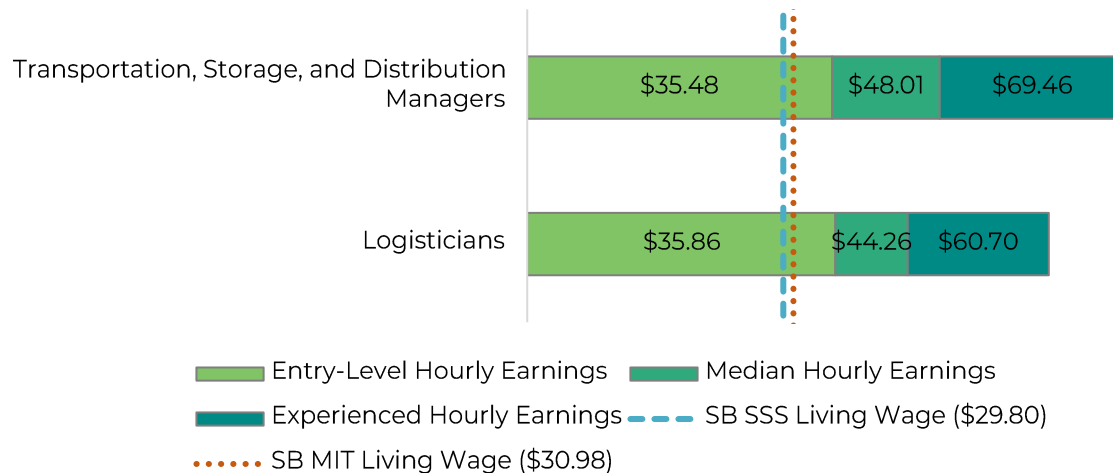 Transportation, Storage, and Distribution
Managers
$35.48 $48.01 $69.46
Logisticians
$35.86 $44.26 $60.70
Entry-Level Hourly Earnings
Median Hourly Earnings
Experienced Hourly Earnings
SB SSS Living Wage ($29.80)
SB MIT Living Wage ($30.98)